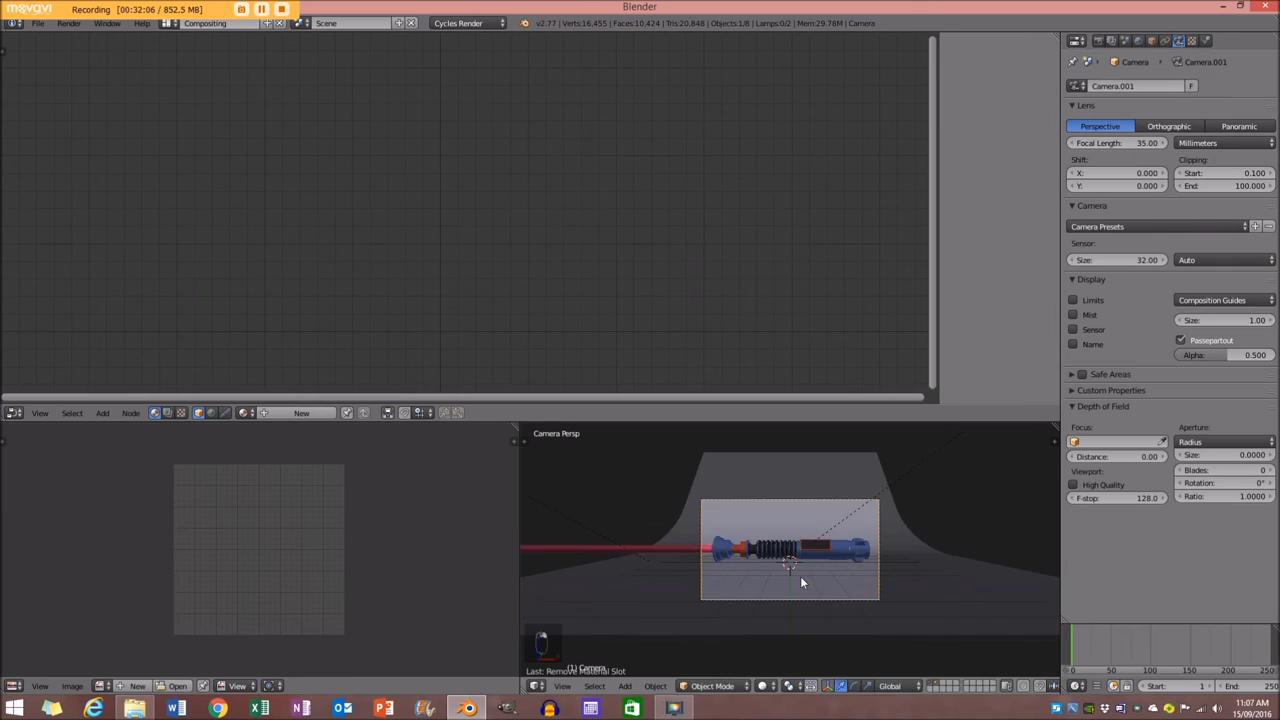 movavi Recording [00:32:06 / 852.5 MB]
Blender
File Render Window Help Compositing Scene Cycles Render v2.77 | Verts:16,455 | Faces:10,424 | Tris:20,848 | Objects:1/8 | Lamps:0/2 | Mem:29.78M | Camera
Camera Camera.001
Camera.001 F
Lens
Perspective Orthographic Panoramic
Focal Length: 35.00 Millimeters
Shift: Clipping:
X: 0.000 Start: 0.100
Y: 0.000 End: 100.000
Camera
Camera Presets
Sensor:
Size: 32.00 Auto
Display
Limits Composition Guides
Mist Size: 1.00
Sensor
Name Passepartout
Alpha: 0.500
Safe Areas
Custom Properties
Depth of Field
Focus: Aperture:
Radius
Distance: 0.00 Size: 0.0000
Viewport: Blades: 0
High Quality Rotation: 0°
F-stop: 128.0 Ratio: 1.0000
View Select Add Node New
Camera Persp
(1) Camera
Last: Remove Material Slot
View Image New Open View
View Select Add Object Object Mode Global
0 50 100 150 200 250
Start: 1 End: 250
11:07 AM
15/09/2016